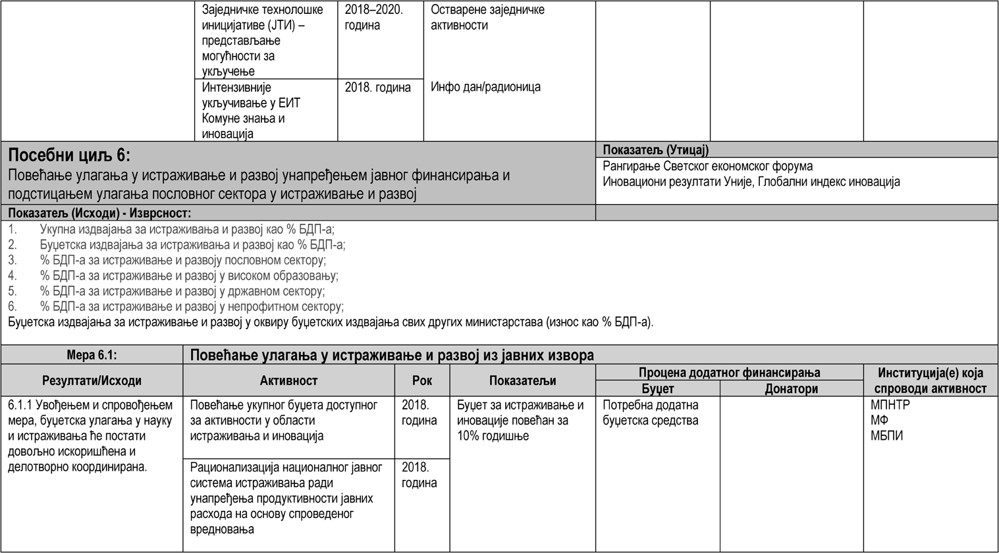 Заједничке технолошке
иницијативе (ЈТИ) –
представљање
могућности за
укључење
2018–2020.
година
Остварене заједничке
активности
Интензивније
укључивање у ЕИТ
Комуне знања и
иновација
2018. година
Инфо дан/радионица
Посебни циљ 6:
Повећање улагања у истраживање и развој унапређењем јавног финансирања и
подстицањем улагања пословног сектора у истраживање и развој
Показатељ (Утицај)
Рангирање Светског економског форума
Иновациони резултати Уније, Глобални индекс иновација
Показатељ (Исходи) - Изврсност:
1. Укупна издвајања за истраживања и развој као % БДП-а;
2. Буџетска издвајања за истраживања и развој као % БДП-а;
3. % БДП-а за истраживање и развоју пословном сектору;
4. % БДП-а за истраживање и развој у високом образовању;
5. % БДП-а за истраживање и развој у државном сектору;
6. % БДП-а за истраживање и развој у непрофитном сектору;
Буџетска издвајања за истраживање и развој у оквиру буџетских издвајања свих других министарстава (износ као % БДП-а).
Мера 6.1:
Повећање улагања у истраживање и развој из јавних извора
Резултати/Исходи
Активност
Рок
Показатељи
Процена додатног финансирања
Буџет
Донатори
Институција(е) која
спроводи активност
6.1.1 Увођењем и спровођењем
мера, буџетска улагања у науку
и истраживања ће постати
довољно искоришћена и
делотворно координирана.
Повећање укупног буџета доступног
за активности у области
истраживања и иновација
2018.
година
Буџет за истраживање и
иновације повећан за
10% годишње
Потребна додатна
буџетска средства
МПНТР
МФ
МБПИ
Рационализација националног јавног
система истраживања ради
унапређења продуктивности јавних
расхода на основу спроведеног
вредновања
2018.
година